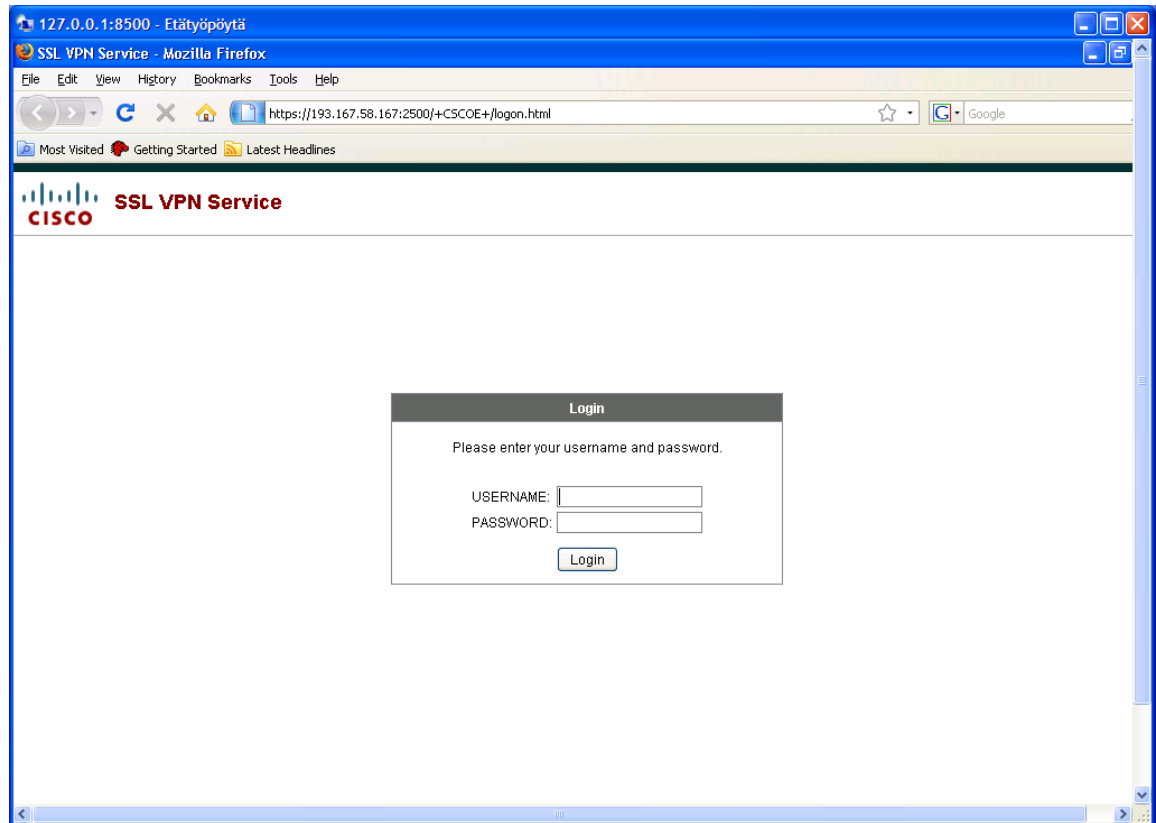 127.0.0.1:8500 - Etätyöpöytä
SSL VPN Service - Mozilla Firefox
File Edit View History Bookmarks Tools Help
https://193.167.58.167:2500/+CSCOE+/logon.html
Google
Most Visited Getting Started Latest Headlines
CISCO SSL VPN Service
Login
Please enter your username and password.
USERNAME:
PASSWORD:
Login